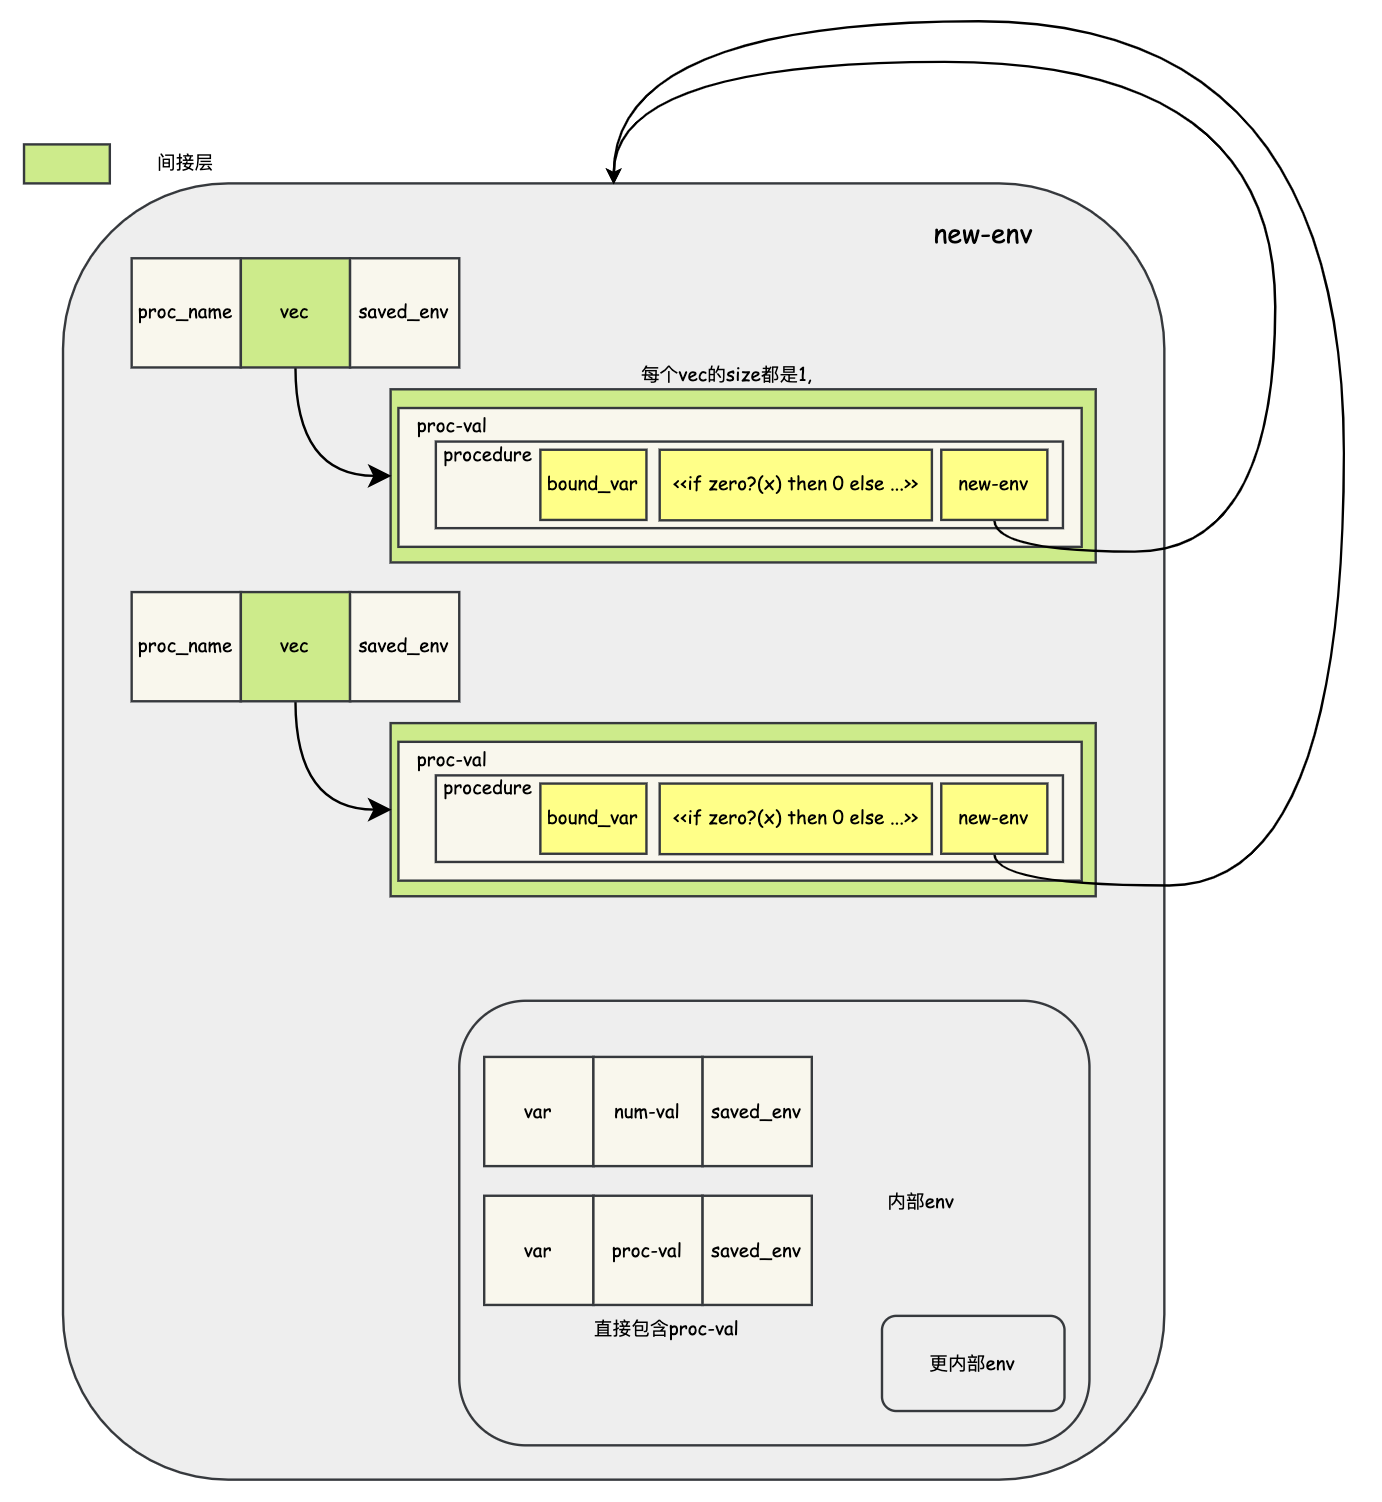 间接层
new-env
proc_name
vec
saved_env
每个vec的size都是1,
proc-val
procedure
bound_var
<<if zero?(x) then 0 else ...>>
new-env
proc_name
vec
saved_env
proc-val
procedure
bound_var
<<if zero?(x) then 0 else ...>>
new-env
var
num-val
saved_env
内部env
var
proc-val
saved_env
直接包含proc-val
更内部env